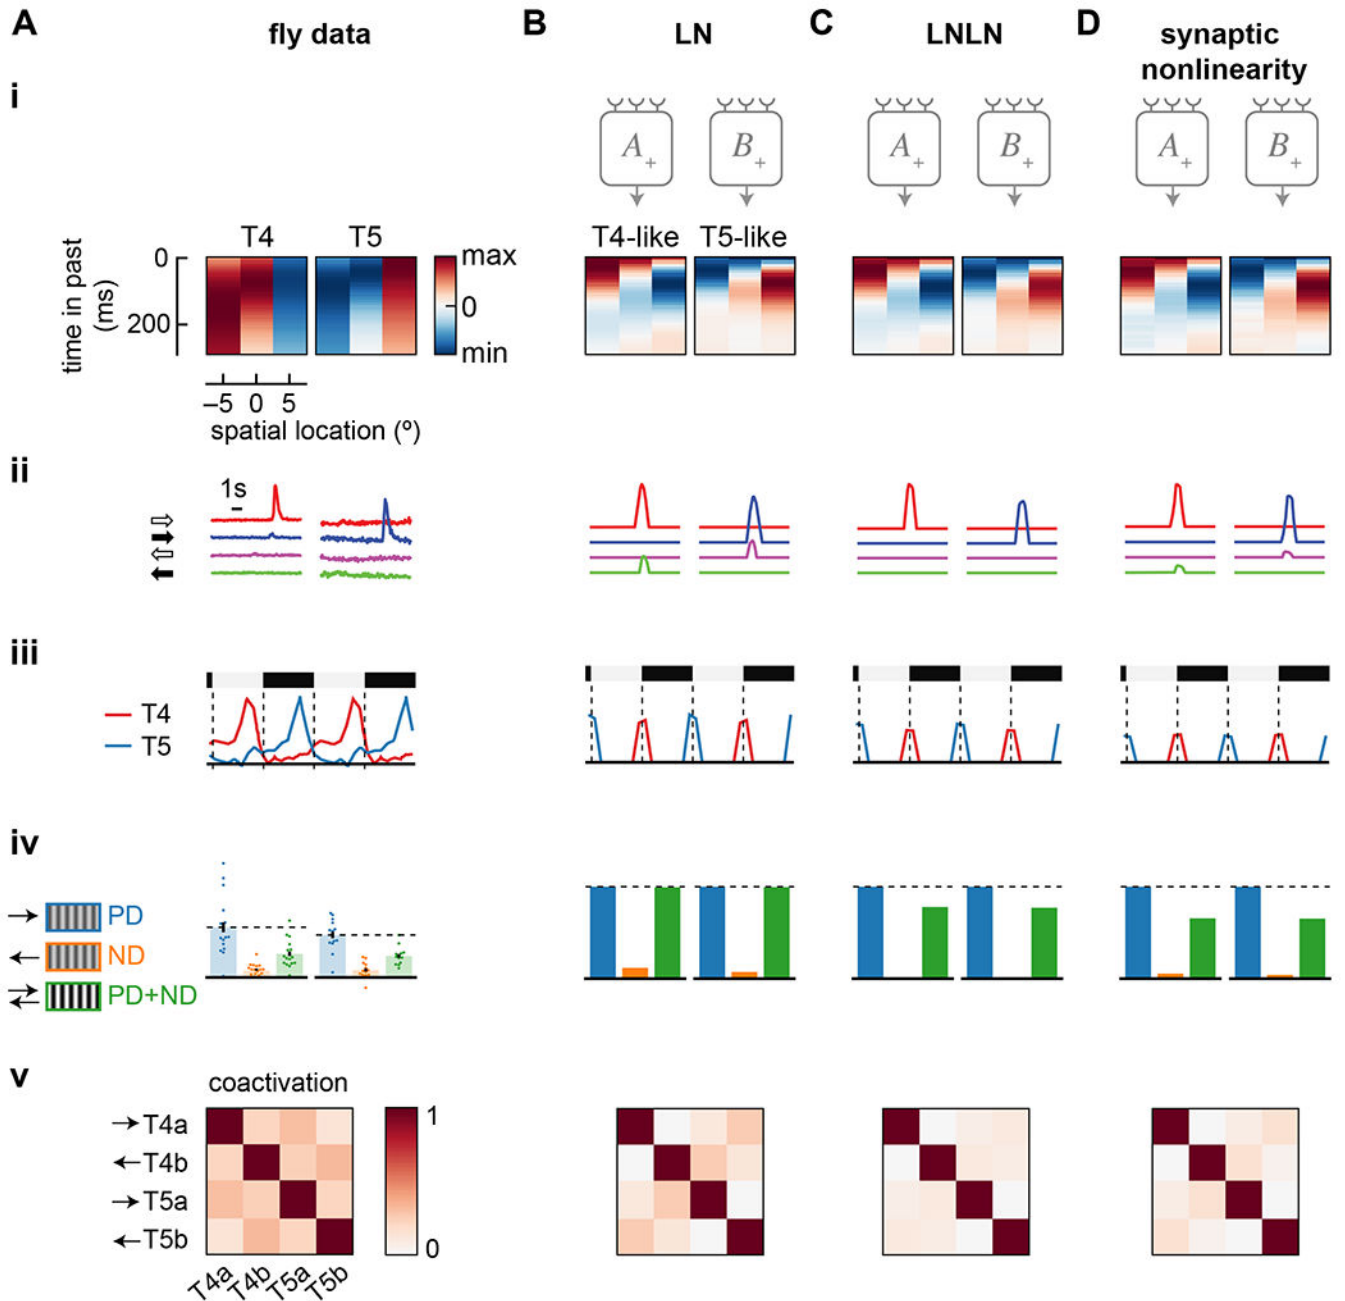 A
fly data
B
LN
C
LNLN
D
synaptic
nonlinearity
i
A+
B+
A+
B+
A+
B+
T4
T5
T4-like
T5-like
time in past
(ms)
0
200
max
0
min
–5
0
5
spatial location (º)
ii
1s
iii
T4
T5
iv
PD
ND
PD+ND
v
coactivation
T4a
T4b
T5a
T5b
1
0
T4a
T4b
T5a
T5b